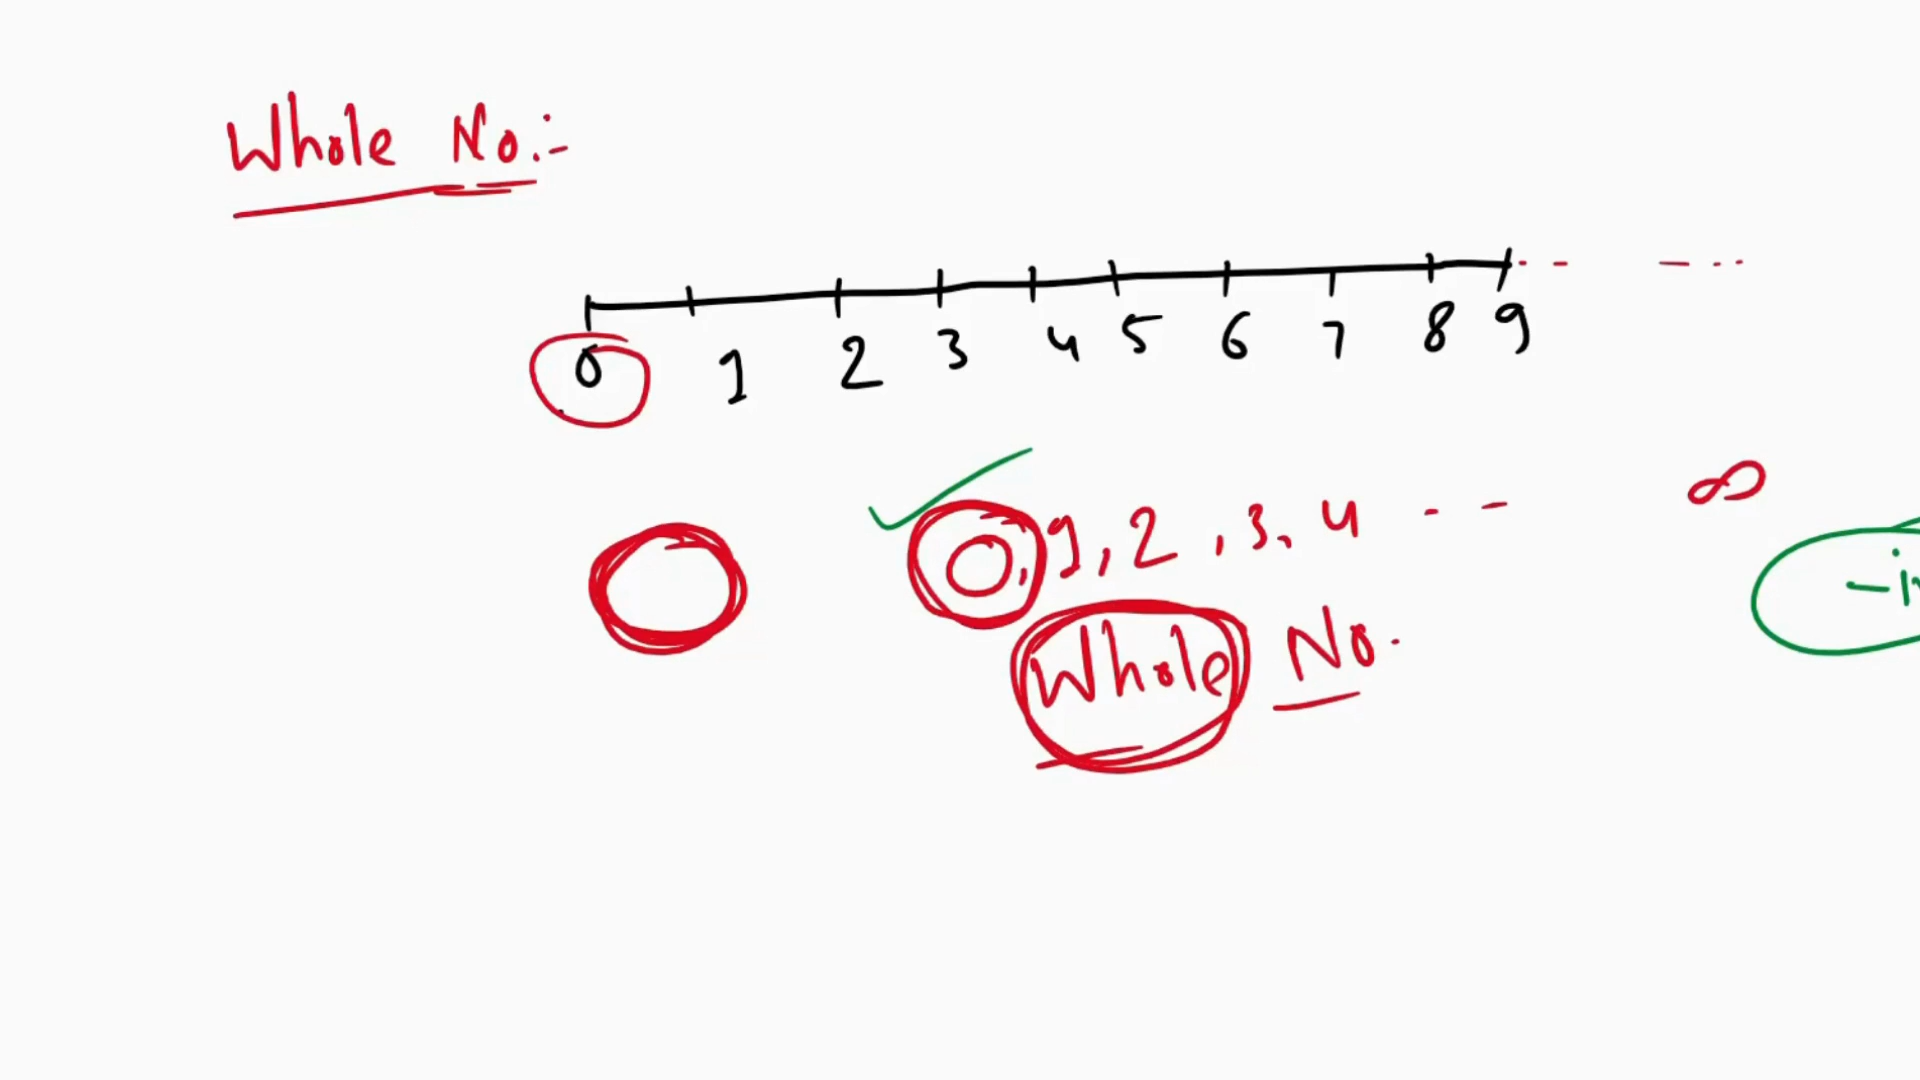 Whole No.:-
0 1 2 3 4 5 6 7 8 9
0, 1, 2, 3, 4 - - ∞
Whole No.